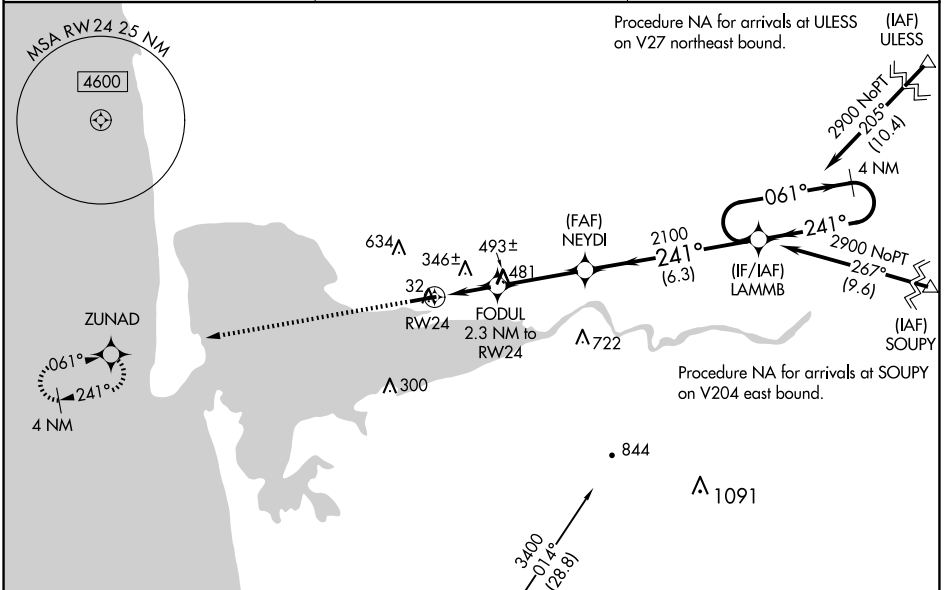 Procedure NA for arrivals at ULESS
on V27 northeast bound.
(IAF)
ULESS
MSA RW24 25 NM
4600
2900 NoPT
205°
(10.4)
4 NM
061°
241°
(FAF)
NEYDI
2100
241°
(6.3)
(IF/IAF)
LAMMB
2900 NoPT
267°
(9.6)
(IAF)
SOUPY
634
346±
493±
481
32
RW24
FODUL
2.3 NM to
RW24
722
ZUNAD
061°
241°
4 NM
300
Procedure NA for arrivals at SOUPY
on V204 east bound.
844
1091
3400
014°
(28.8)